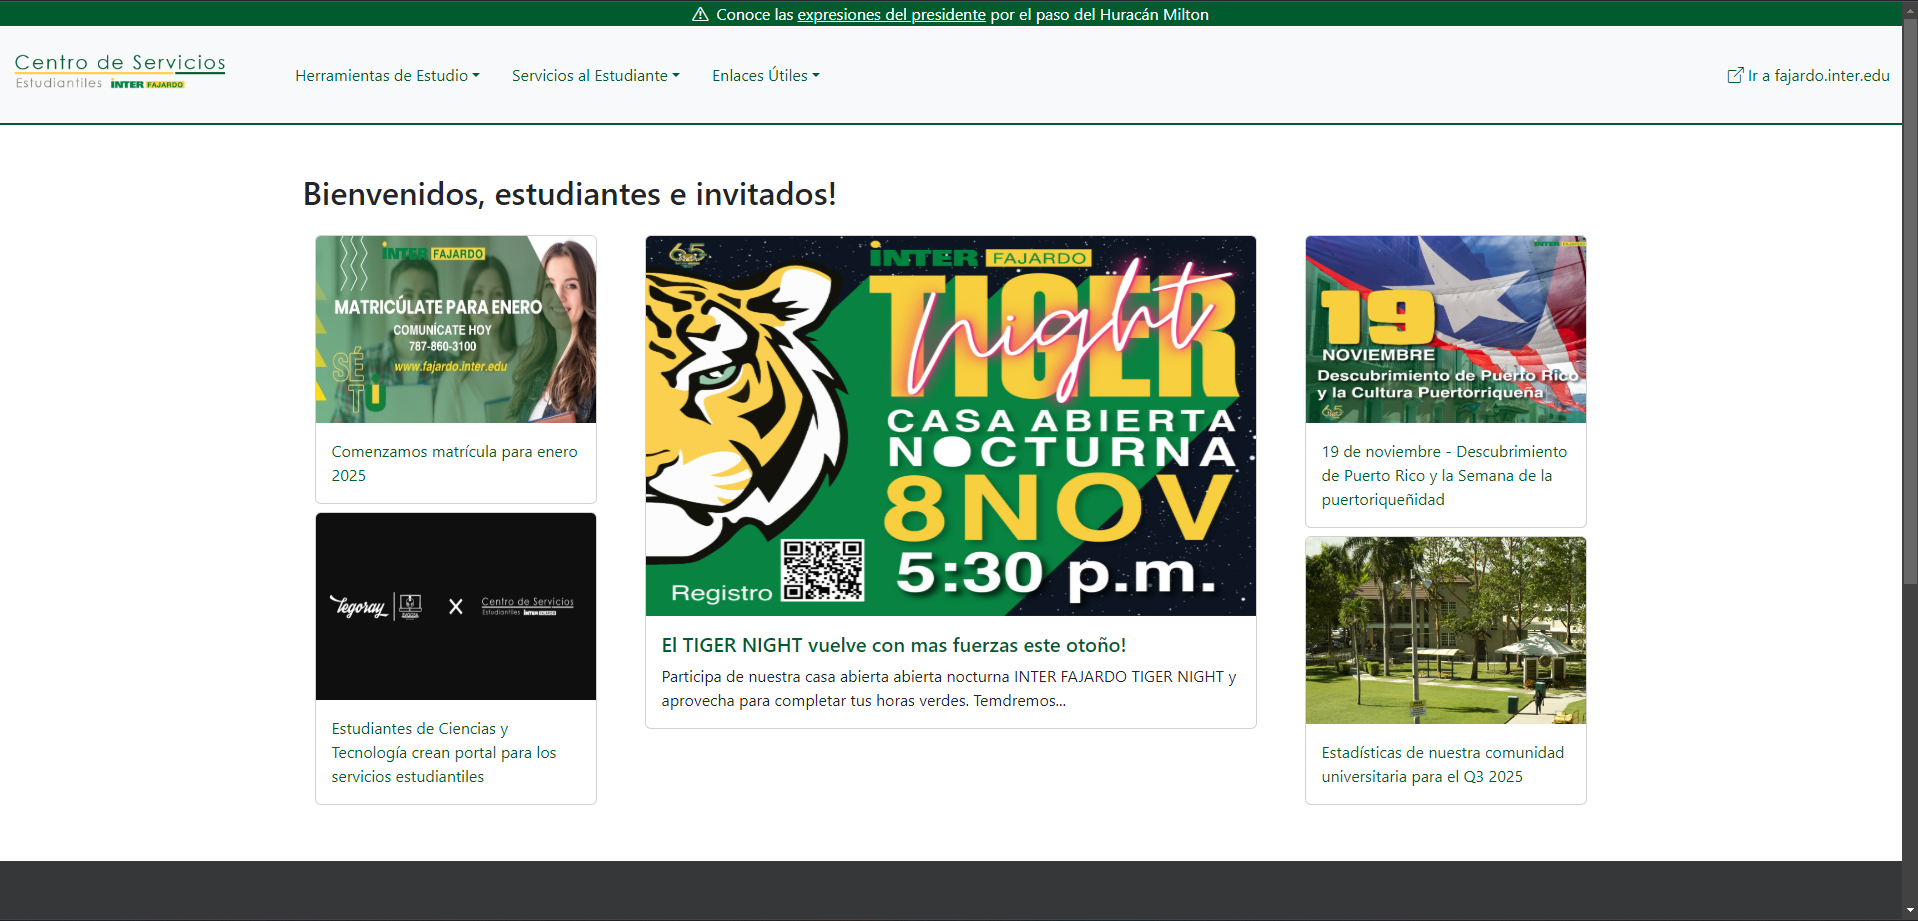 Conoce las expresiones del presidente por el paso del Huracán Milton
Centro de Servicios
Estudiantiles INTER FAJARDO
Herramientas de Estudio
Servicios al Estudiante
Enlaces Útiles
Ir a fajardo.inter.edu
Bienvenidos, estudiantes e invitados!
INTER FAJARDO
MATRICÚLATE PARA ENERO
COMUNÍCATE HOY
787-860-3100
www.fajardo.inter.edu
SÉ
TÚ
Comenzamos matrícula para enero
2025
Tegoray
X
Centro de Servicios
Estudiantiles INTER FAJARDO
Estudiantes de Ciencias y
Tecnología crean portal para los
servicios estudiantiles
65
INTER FAJARDO
TIGER
night
CASA ABIERTA
NOCTURNA
8NOV
5:30 p.m.
Registro
El TIGER NIGHT vuelve con mas fuerzas este otoño!
Participa de nuestra casa abierta abierta nocturna INTER FAJARDO TIGER NIGHT y
aprovecha para completar tus horas verdes. Temdremos...
INTER FAJARDO
19
NOVIEMBRE
Descubrimiento de Puerto Rico
y la Cultura Puertorriqueña
65
19 de noviembre - Descubrimiento
de Puerto Rico y la Semana de la
puertoriqueñidad
Estadísticas de nuestra comunidad
universitaria para el Q3 2025